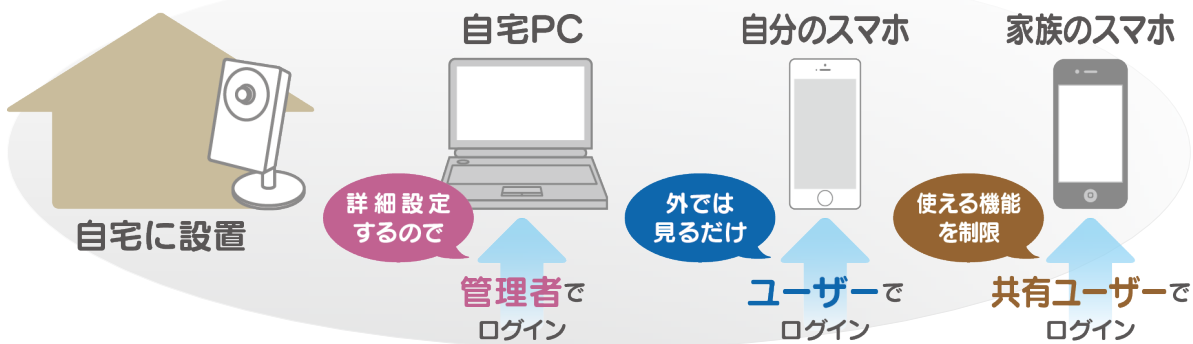 自宅に設置
自宅PC
詳細設定
するので
管理者で
ログイン
自分のスマホ
外では
見るだけ
ユーザーで
ログイン
家族のスマホ
使える機能
を制限
共有ユーザーで
ログイン